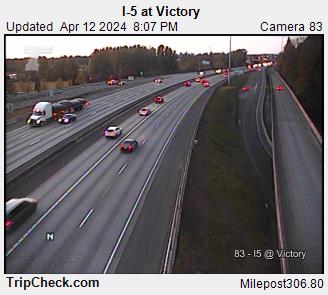 I-5 at Victory
Updated Apr 12 2024 8:07 PM Camera 83
N
83 - I5 @ Victory
TripCheck.com Milepost306.80